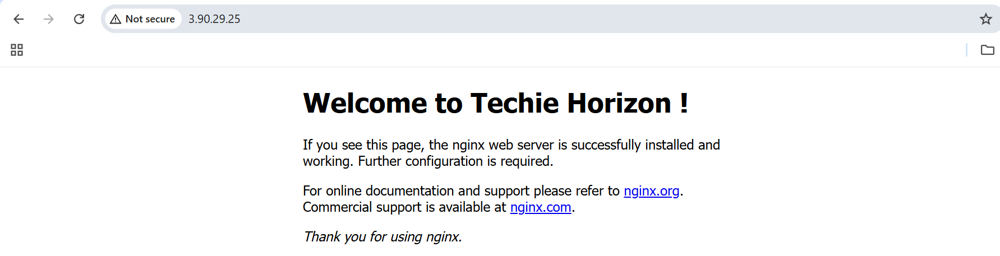 Not secure 3.90.29.25
Welcome to Techie Horizon !
If you see this page, the nginx web server is successfully installed and
working. Further configuration is required.
For online documentation and support please refer to nginx.org.
Commercial support is available at nginx.com.
Thank you for using nginx.